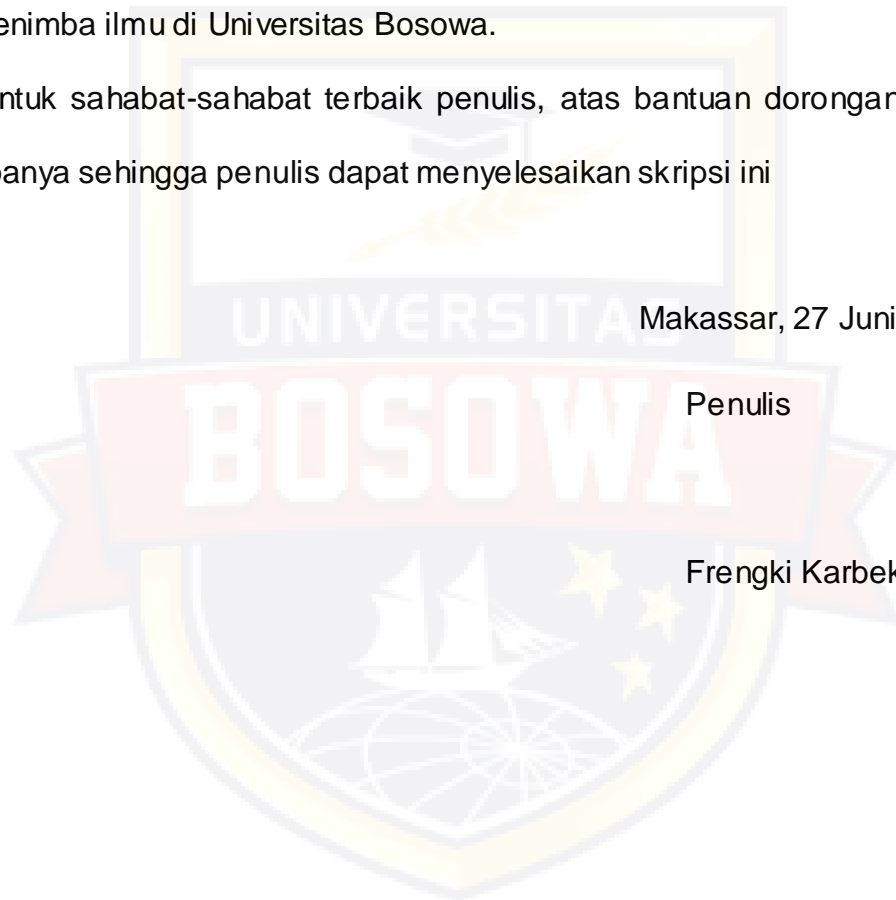 enimba ilmu di Universitas Bosowa.
ntuk sahabat-sahabat terbaik penulis, atas bantuan dorongan
anya sehingga penulis dapat menyelesaikan skripsi ini
UNIVERSITAS
Makassar, 27 Juni
BOSOWA
Penulis
Frengki Karbek